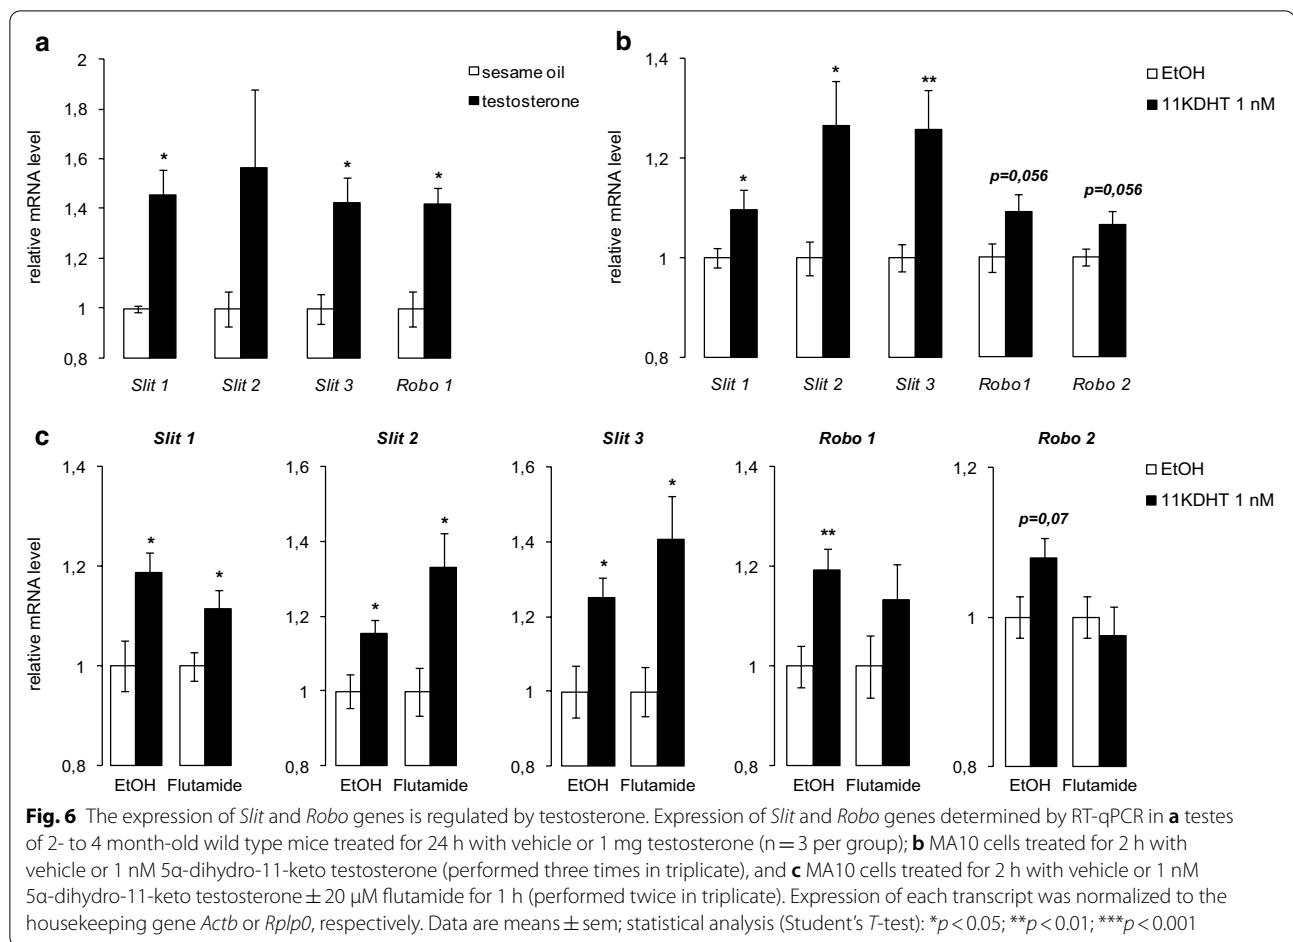 a
2
1,8
1,6
1,4
1,2
1
0,8
relative mRNA level
sesame oil
testosterone
*
*
*
Slit 1 Slit 2 Slit 3 Robo 1
b
1,4
1,2
1
0,8
relative mRNA level
EtOH
11KDHT 1 nM
*
*
**
p=0,056
p=0,056
Slit 1 Slit 2 Slit 3 Robo1 Robo 2
c
relative mRNA level
Slit 1
1,4
1,2
1
0,8
*
*
EtOH Flutamide
Slit 2
1,6
1,4
1,2
1
0,8
*
*
EtOH Flutamide
Slit 3
1,6
1,4
1,2
1
0,8
*
*
EtOH Flutamide
Robo 1
1,4
1,2
1
0,8
**
EtOH Flutamide
Robo 2
1,2
1
0,8
p=0,07
EtOH Flutamide
EtOH
11KDHT 1 nM
Fig. 6 The expression of Slit and Robo genes is regulated by testosterone. Expression of Slit and Robo genes determined by RT-qPCR in a testes
of 2- to 4 month-old wild type mice treated for 24 h with vehicle or 1 mg testosterone (n = 3 per group); b MA10 cells treated for 2 h with
vehicle or 1 nM 5α-dihydro-11-keto testosterone (performed three times in triplicate), and c MA10 cells treated for 2 h with vehicle or 1 nM
5α-dihydro-11-keto testosterone ± 20 µM flutamide for 1 h (performed twice in triplicate). Expression of each transcript was normalized to the
housekeeping gene Actb or Rplp0, respectively. Data are means ± sem; statistical analysis (Student's T-test): *p < 0.05; **p < 0.01; ***p < 0.001